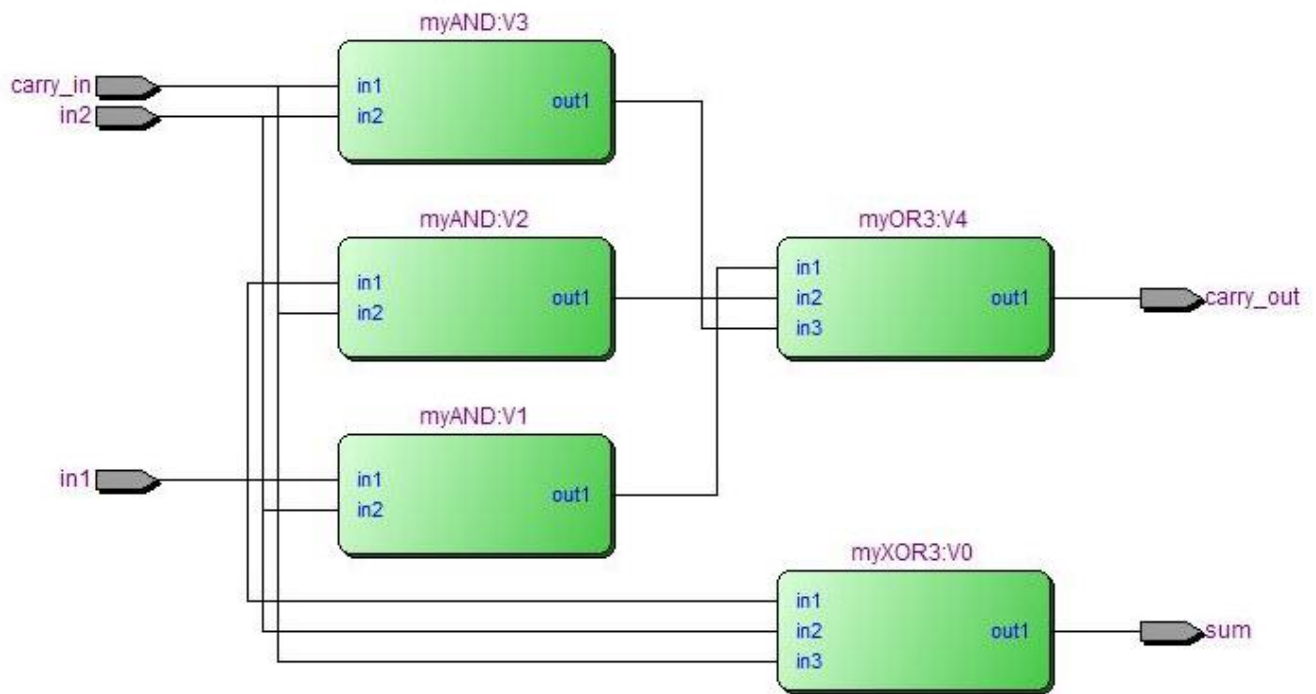 myAND:V3
carry_in
in2
in1
in2
out1
myAND:V2
in1
in2
out1
myOR3:V4
in1
in2
in3
out1
carry_out
myAND:V1
in1
in1
in2
out1
myXOR3:V0
in1
in2
in3
out1
sum